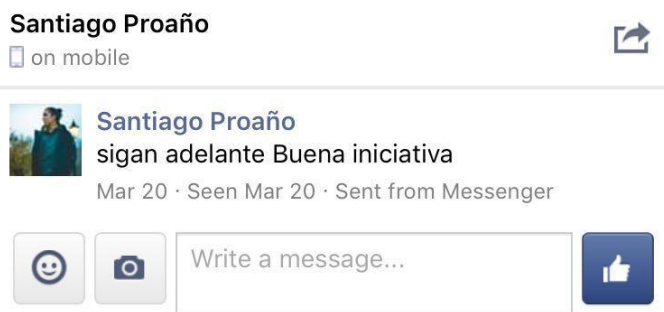 Santiago Proaño
on mobile
Santiago Proaño
sigan adelante Buena iniciativa
Mar 20 · Seen Mar 20 · Sent from Messenger
Write a message...